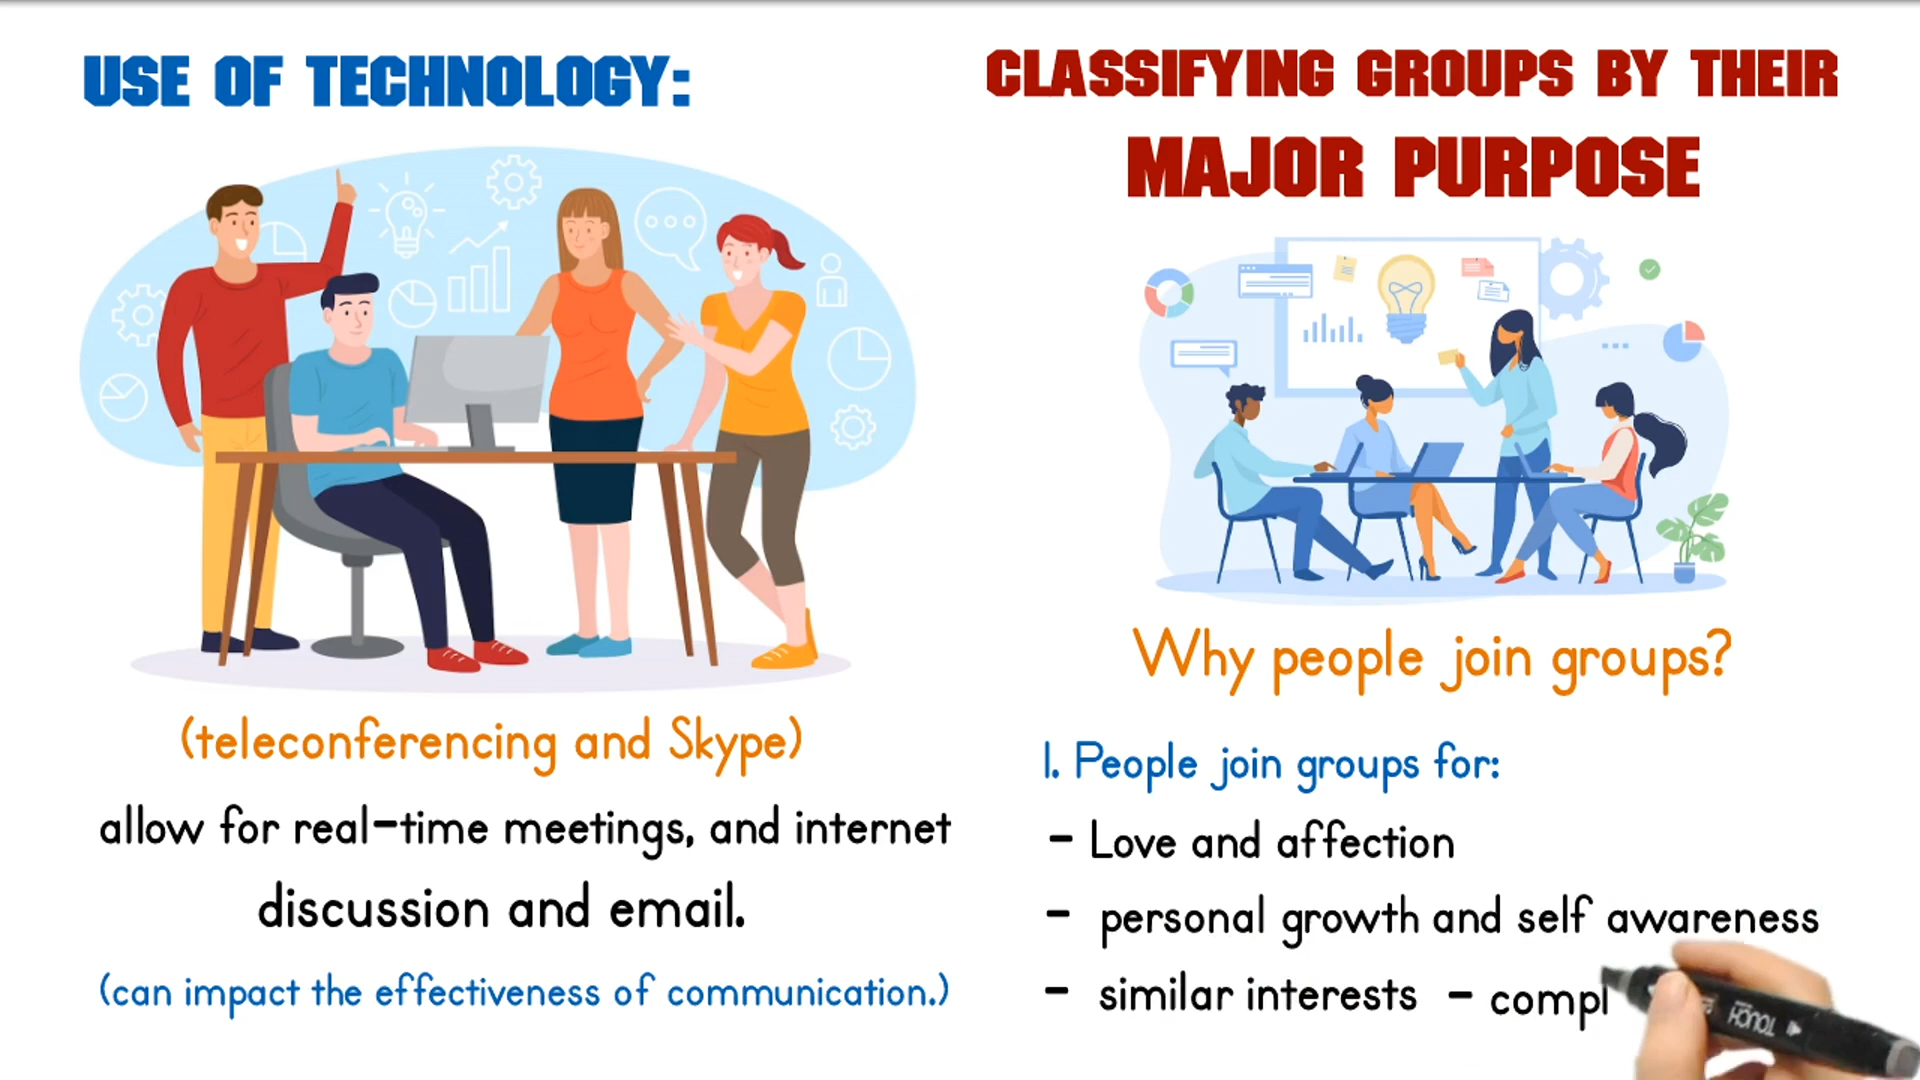 USE OF TECHNOLOGY:
(teleconferencing and Skype)
allow for real-time meetings, and internet
discussion and email.
(can impact the effectiveness of communication.)
CLASSIFYING GROUPS BY THEIR
MAJOR PURPOSE
Why people join groups?
1. People join groups for:
- Love and affection
- personal growth and self awareness
- similar interests - compl
TOUCH